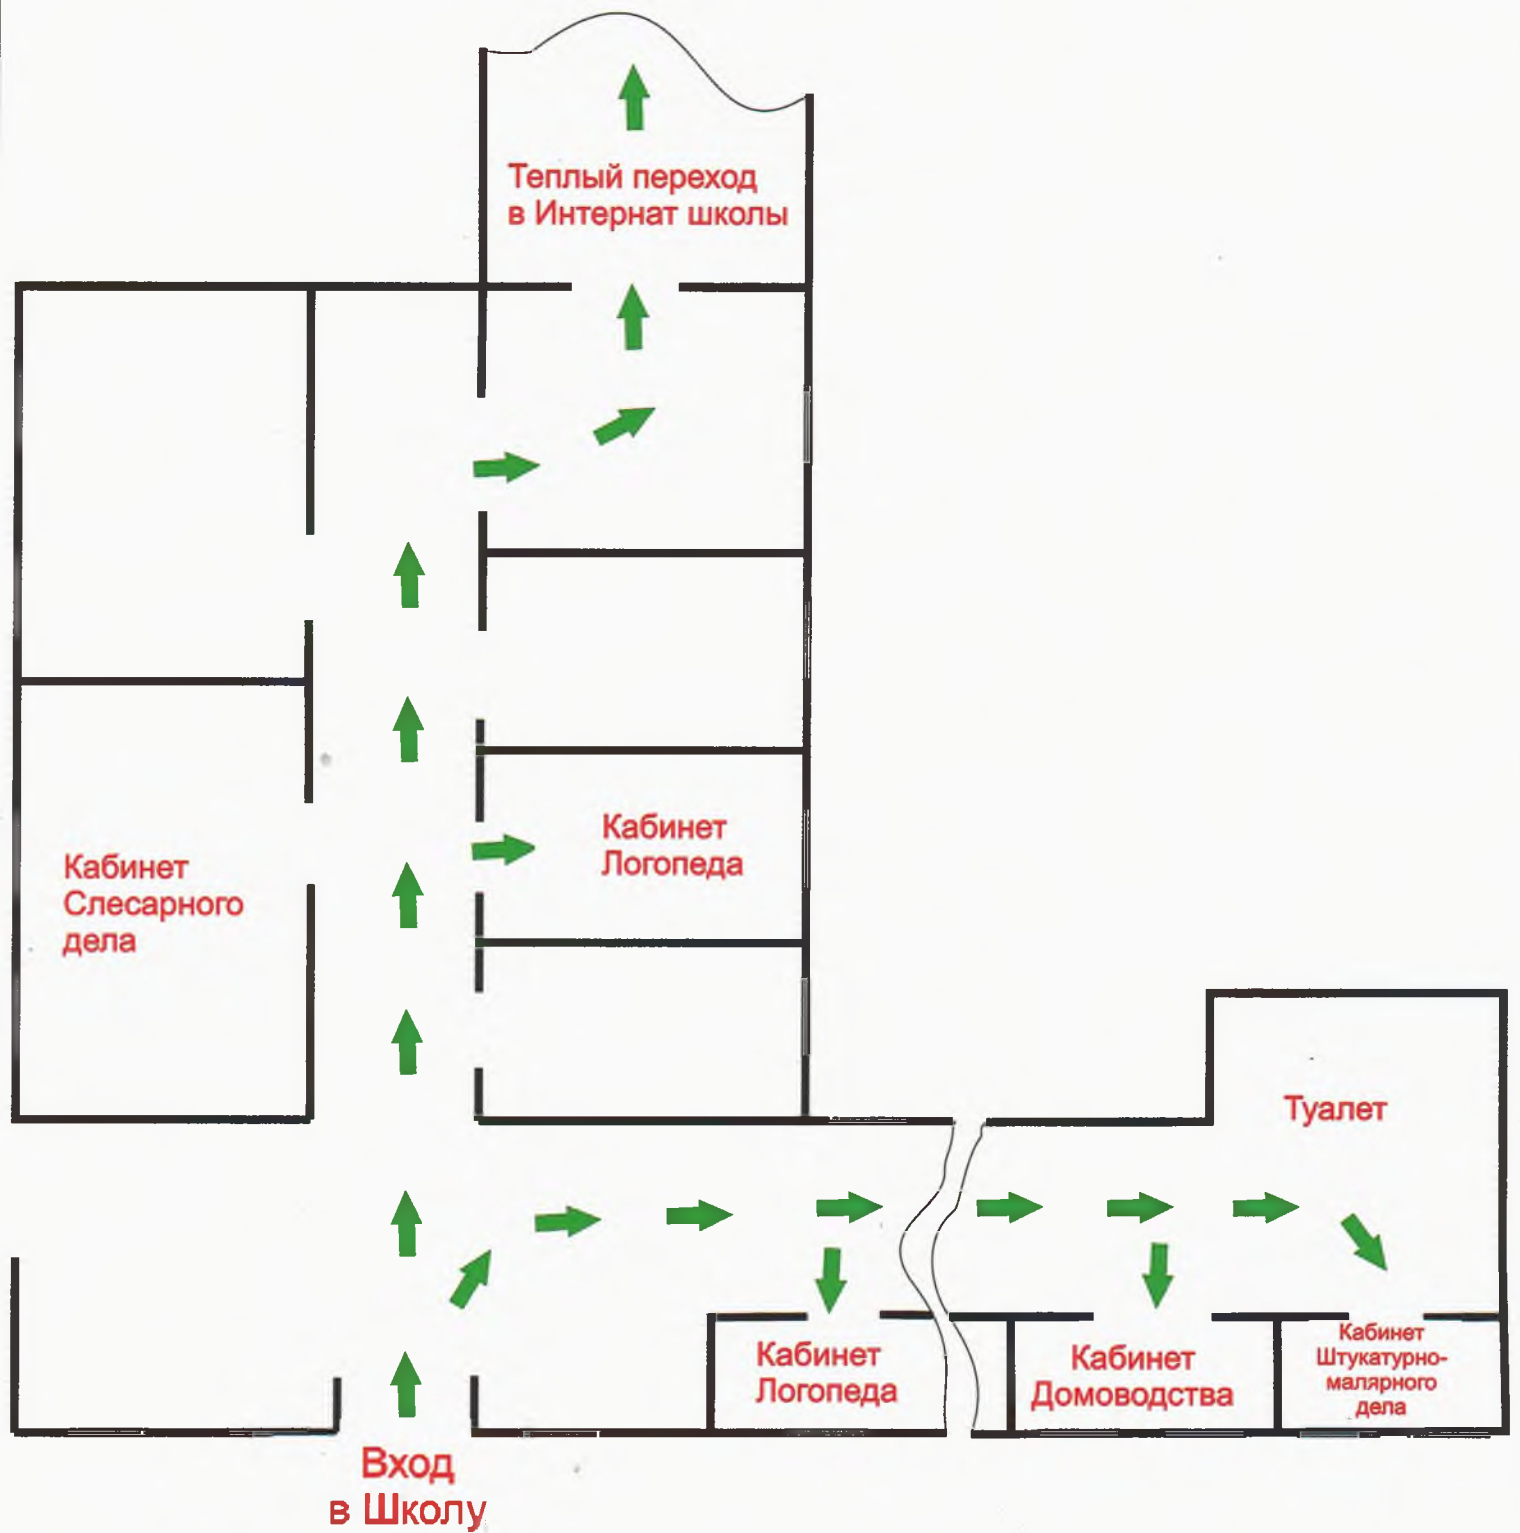 Теплый переход
в Интернат школы
Кабинет
Логопеда
Кабинет
Слесарного
дела
Туалет
Кабинет
Логопеда
Кабинет
Домоводства
Кабинет
Штукатурно-
малярного
дела
Вход
в Школу